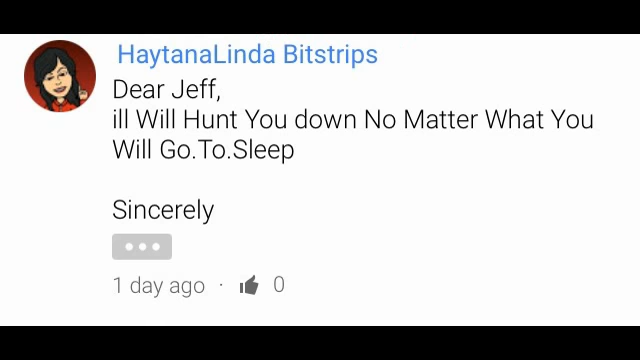 HaytanaLinda Bitstrips
Dear Jeff,
ill Will Hunt You down No Matter What You
Will Go.To.Sleep
Sincerely
1 day ago · 0